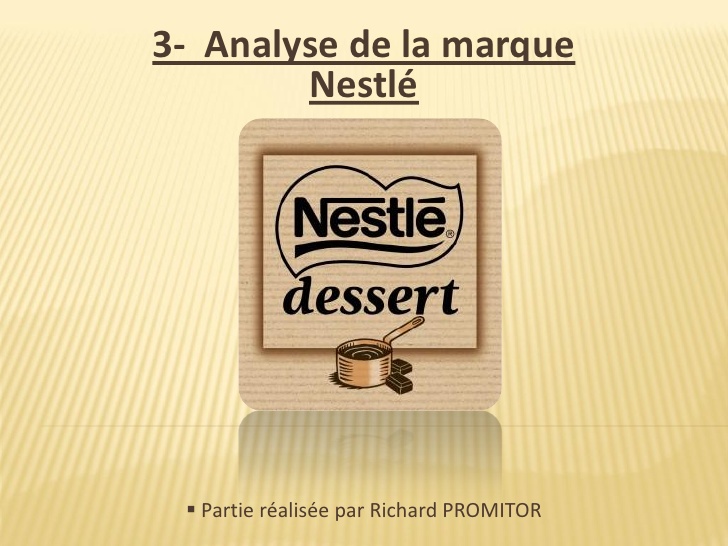 3- Analyse de la marque
Nestlé
Nestlé®
dessert
▪ Partie réalisée par Richard PROMITOR